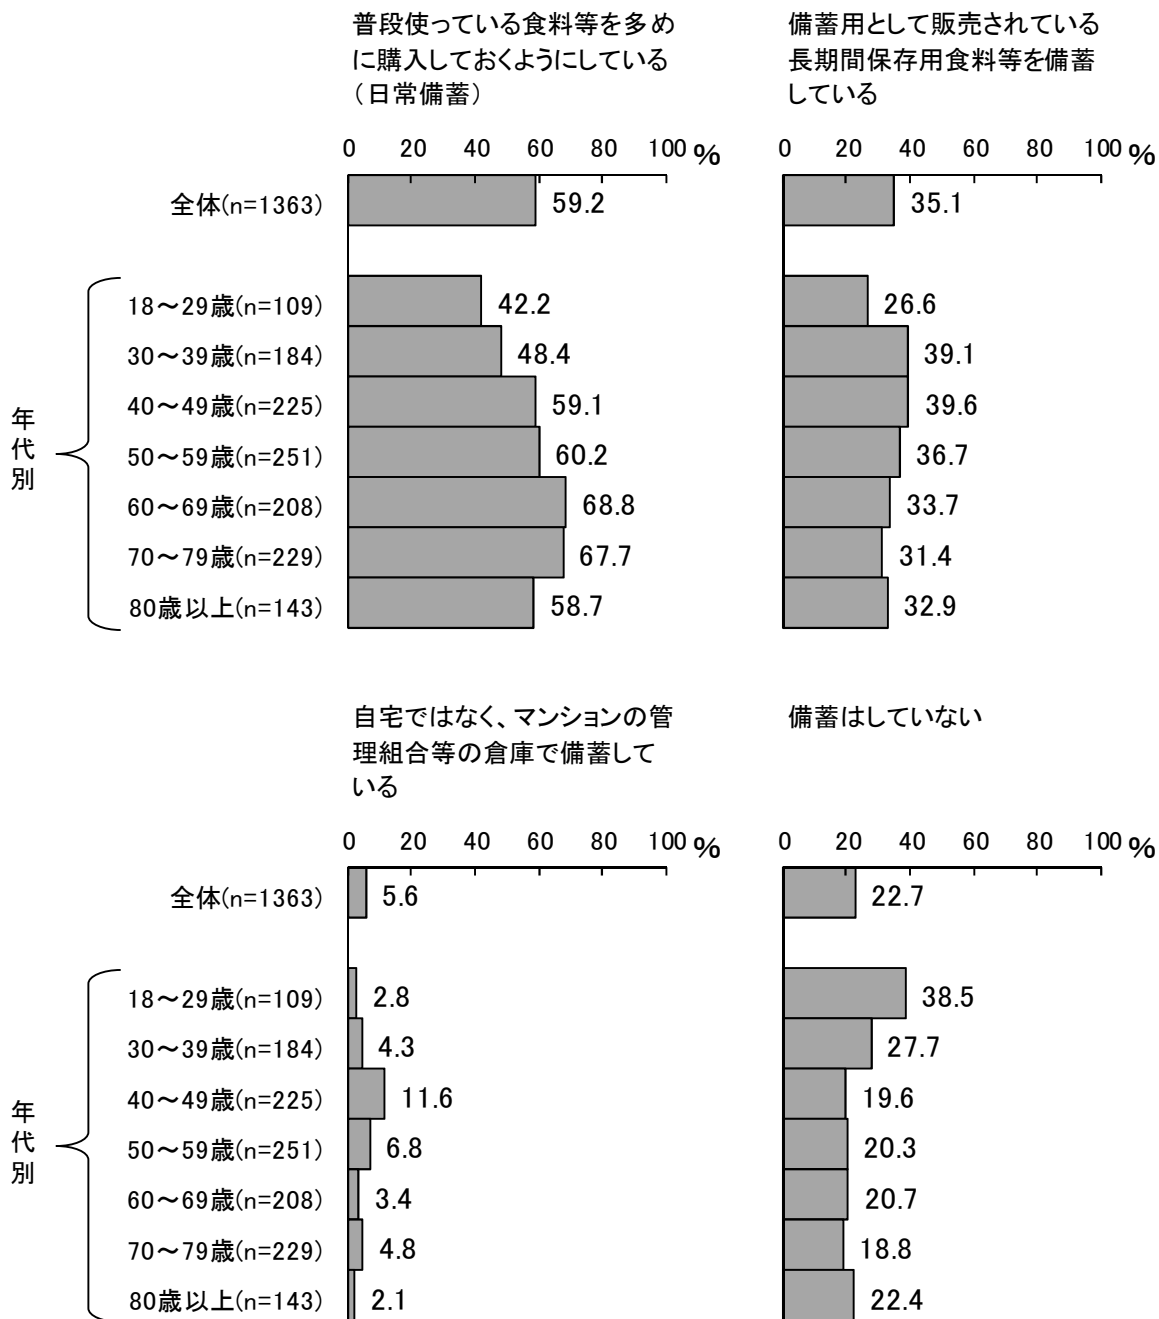 普段使っている食料等を多め
に購入しておくようにしている
（日常備蓄）
0 20 40 60 80 100 %
全体(n=1363) 59.2
年代別
18～29歳(n=109) 42.2
30～39歳(n=184) 48.4
40～49歳(n=225) 59.1
50～59歳(n=251) 60.2
60～69歳(n=208) 68.8
70～79歳(n=229) 67.7
80歳以上(n=143) 58.7
備蓄用として販売されている
長期間保存用食料等を備蓄
している
0 20 40 60 80 100 %
35.1
26.6
39.1
39.6
36.7
33.7
31.4
32.9
自宅ではなく、マンションの管
理組合等の倉庫で備蓄して
いる
0 20 40 60 80 100 %
全体(n=1363) 5.6
年代別
18～29歳(n=109) 2.8
30～39歳(n=184) 4.3
40～49歳(n=225) 11.6
50～59歳(n=251) 6.8
60～69歳(n=208) 3.4
70～79歳(n=229) 4.8
80歳以上(n=143) 2.1
備蓄はしていない
0 20 40 60 80 100 %
22.7
38.5
27.7
19.6
20.3
20.7
18.8
22.4